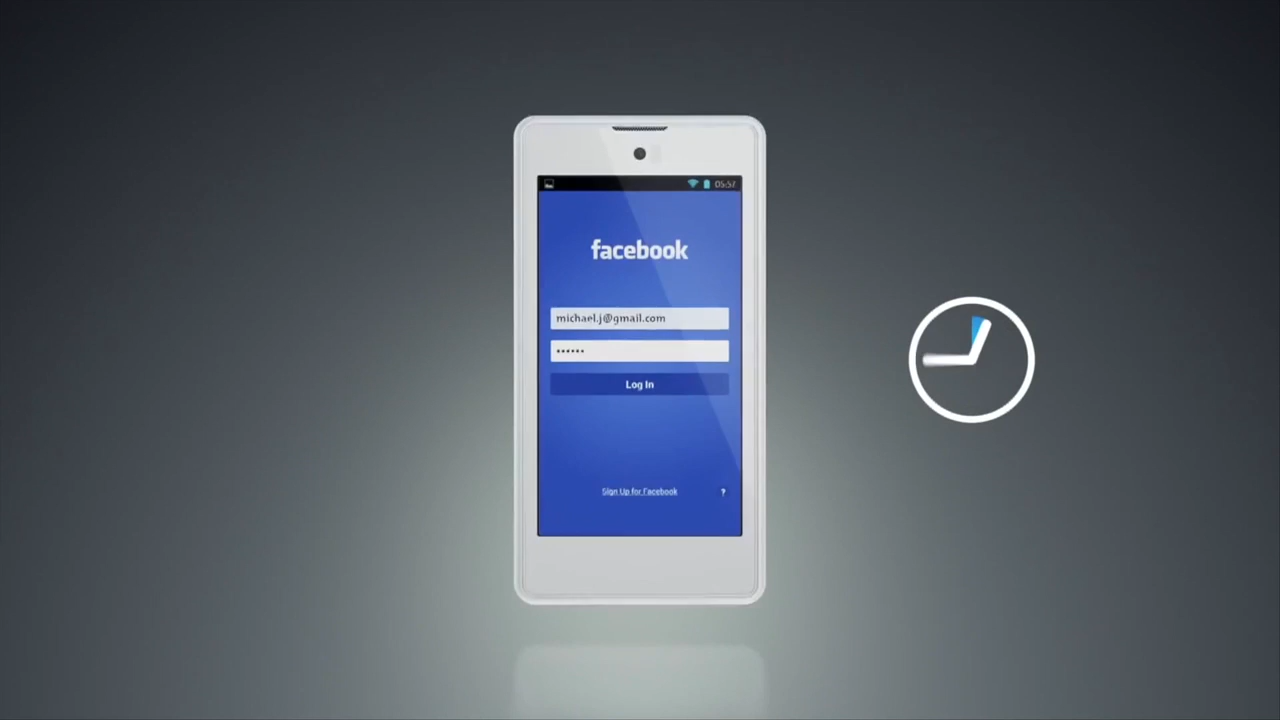 05:57
facebook
michael.j@gmail.com
••••••
Log In
Sign Up for Facebook
?